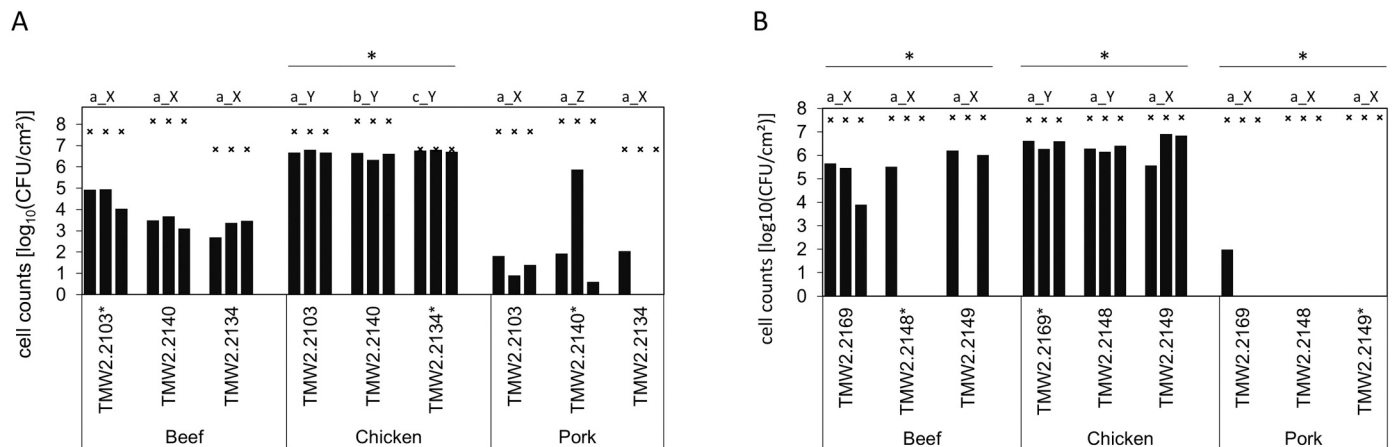 A
*
a_X a_X a_X a_Y b_Y c_Y a_X a_Z a_X
cell counts [log₁₀(CFU/cm²)]
8
7
6
5
4
3
2
1
0
TMW2.2103* TMW2.2140 TMW2.2134 TMW2.2103 TMW2.2140 TMW2.2134* TMW2.2103 TMW2.2140* TMW2.2134
Beef Chicken Pork
B
* * *
a_X a_X a_X a_Y a_Y a_X a_X a_X a_X
cell counts [log10(CFU/cm²)]
8
7
6
5
4
3
2
1
0
TMW2.2169 TMW2.2148* TMW2.2149 TMW2.2169* TMW2.2148 TMW2.2149 TMW2.2169 TMW2.2148 TMW2.2149*
Beef Chicken Pork